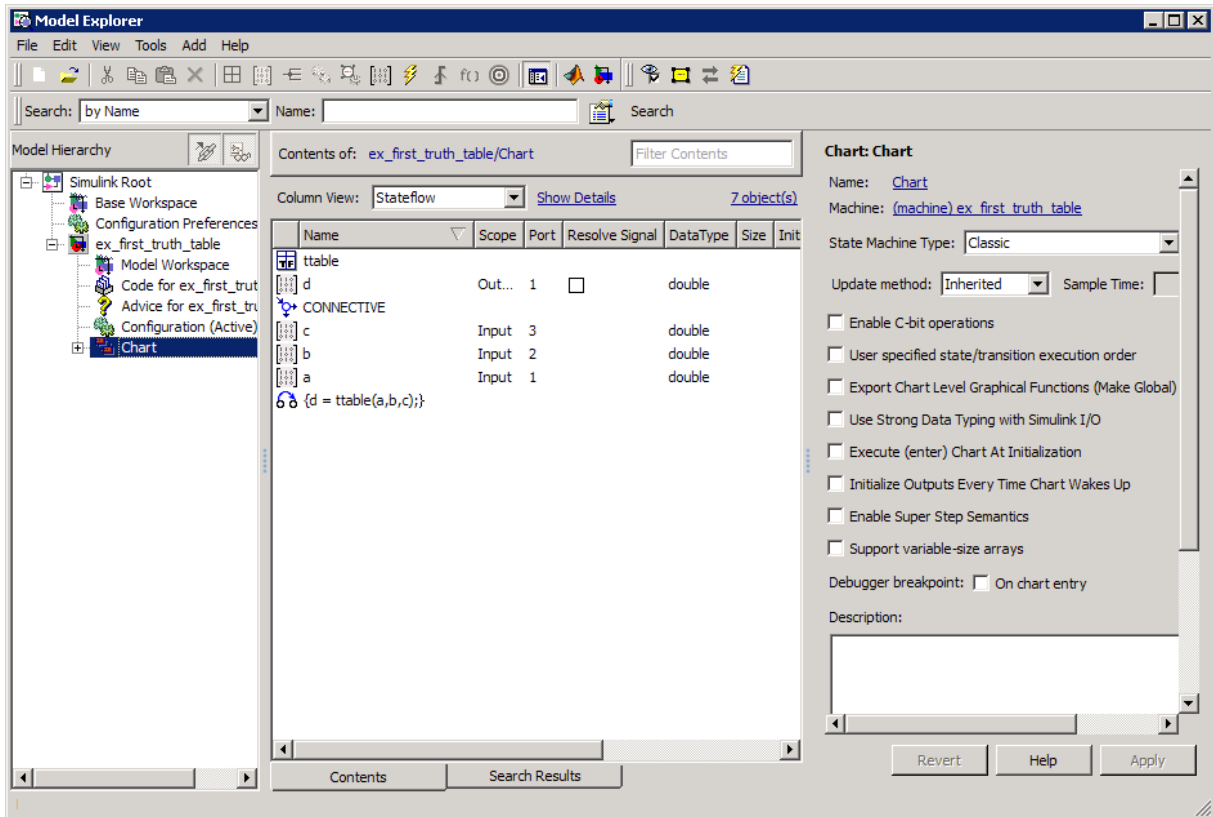 Model Explorer
File Edit View Tools Add Help
f()
Search: by Name Name: Search
Model Hierarchy
Simulink Root
Base Workspace
Configuration Preferences
ex_first_truth_table
Model Workspace
Code for ex_first_trut
Advice for ex_first_tru
Configuration (Active)
Chart
Contents of: ex_first_truth_table/Chart Filter Contents
Column View: Stateflow Show Details 7 object(s)
Name Scope Port Resolve Signal DataType Size Init
ttable
d Out... 1 double
CONNECTIVE
c Input 3 double
b Input 2 double
a Input 1 double
{d = ttable(a,b,c);}
Contents Search Results
Chart: Chart
Name: Chart
Machine: (machine) ex_first_truth_table
State Machine Type: Classic
Update method: Inherited Sample Time:
Enable C-bit operations
User specified state/transition execution order
Export Chart Level Graphical Functions (Make Global)
Use Strong Data Typing with Simulink I/O
Execute (enter) Chart At Initialization
Initialize Outputs Every Time Chart Wakes Up
Enable Super Step Semantics
Support variable-size arrays
Debugger breakpoint: On chart entry
Description:
Revert Help Apply